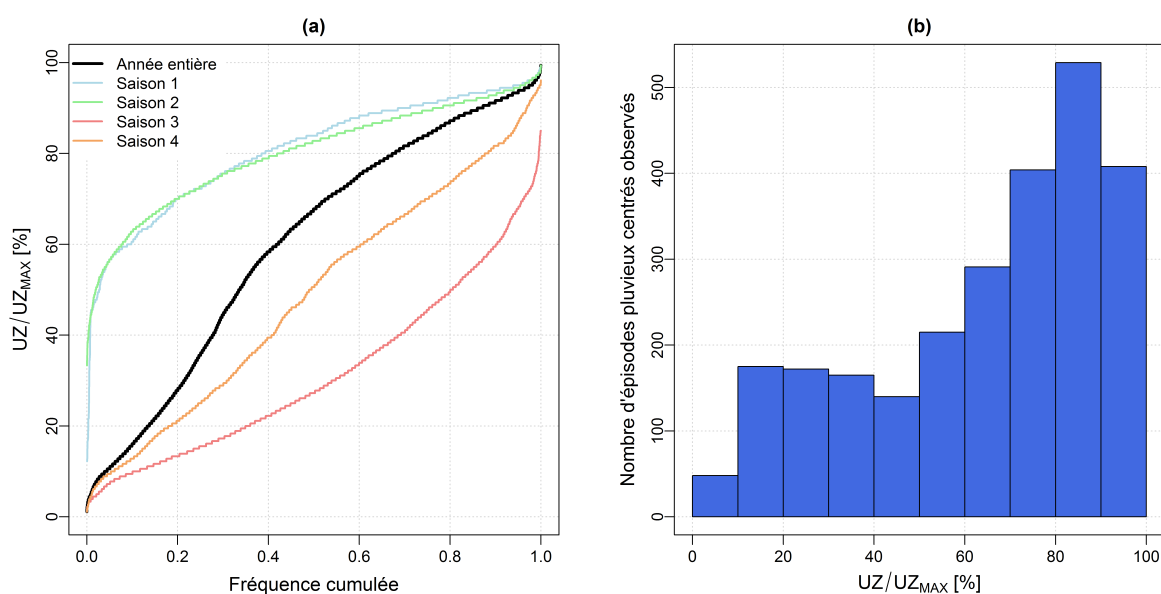 (a)
Année entière
Saison 1
Saison 2
Saison 3
Saison 4
UZ/UZMAX [%]
0 20 40 60 80 100
0.0 0.2 0.4 0.6 0.8 1.0
Fréquence cumulée
(b)
Nombre d'épisodes pluvieux centrés observés
0 100 200 300 400 500
0 20 40 60 80 100
UZ/UZMAX [%]